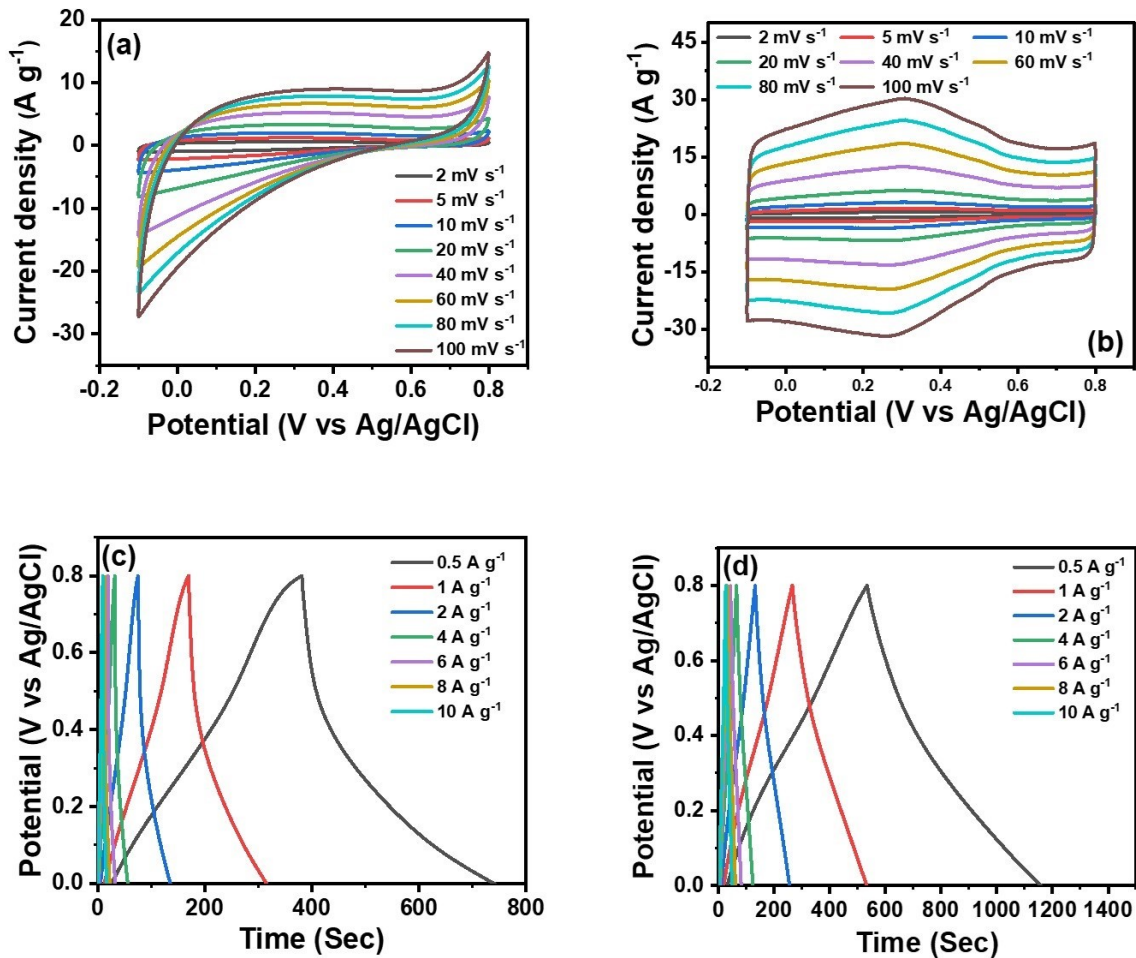 (a)
Current density (A g⁻¹)
20
10
0
-10
-20
-30
2 mV s⁻¹
5 mV s⁻¹
10 mV s⁻¹
20 mV s⁻¹
40 mV s⁻¹
60 mV s⁻¹
80 mV s⁻¹
100 mV s⁻¹
-0.2 0.0 0.2 0.4 0.6 0.8
Potential (V vs Ag/AgCl)
Current density (A g⁻¹)
45
30
15
0
-15
-30
2 mV s⁻¹ 5 mV s⁻¹ 10 mV s⁻¹
20 mV s⁻¹ 40 mV s⁻¹ 60 mV s⁻¹
80 mV s⁻¹ 100 mV s⁻¹
(b)
-0.2 0.0 0.2 0.4 0.6 0.8
Potential (V vs Ag/AgCl)
(c)
Potential (V vs Ag/AgCl)
0.8
0.6
0.4
0.2
0.0
0.5 A g⁻¹
1 A g⁻¹
2 A g⁻¹
4 A g⁻¹
6 A g⁻¹
8 A g⁻¹
10 A g⁻¹
0 200 400 600 800
Time (Sec)
(d)
Potential (V vs Ag/AgCl)
0.8
0.6
0.4
0.2
0.0
0.5 A g⁻¹
1 A g⁻¹
2 A g⁻¹
4 A g⁻¹
6 A g⁻¹
8 A g⁻¹
10 A g⁻¹
0 200 400 600 800 1000 1200 1400
Time (Sec)